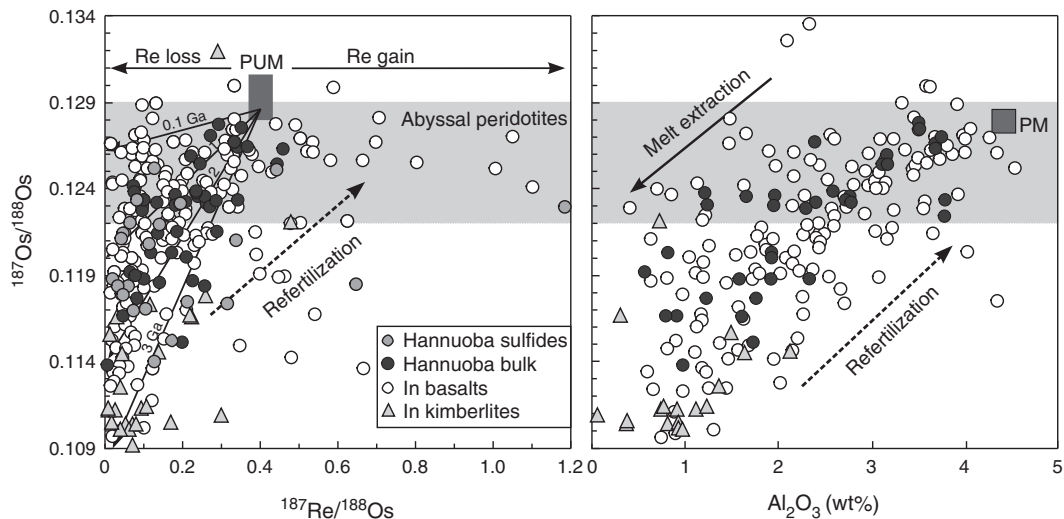 0.134
0.129
0.124
0.119
0.114
0.109
¹⁸⁷Os/¹⁸⁸Os
Re loss
PUM
Re gain
Abyssal peridotites
0.1 Ga
2
3 Ga
Refertilization
Hannuoba sulfides
Hannuoba bulk
In basalts
In kimberlites
0
0.2
0.4
0.6
0.8
1.0
1.2
¹⁸⁷Re/¹⁸⁸Os
Melt extraction
PM
Refertilization
0
1
2
3
4
5
Al₂O₃ (wt%)